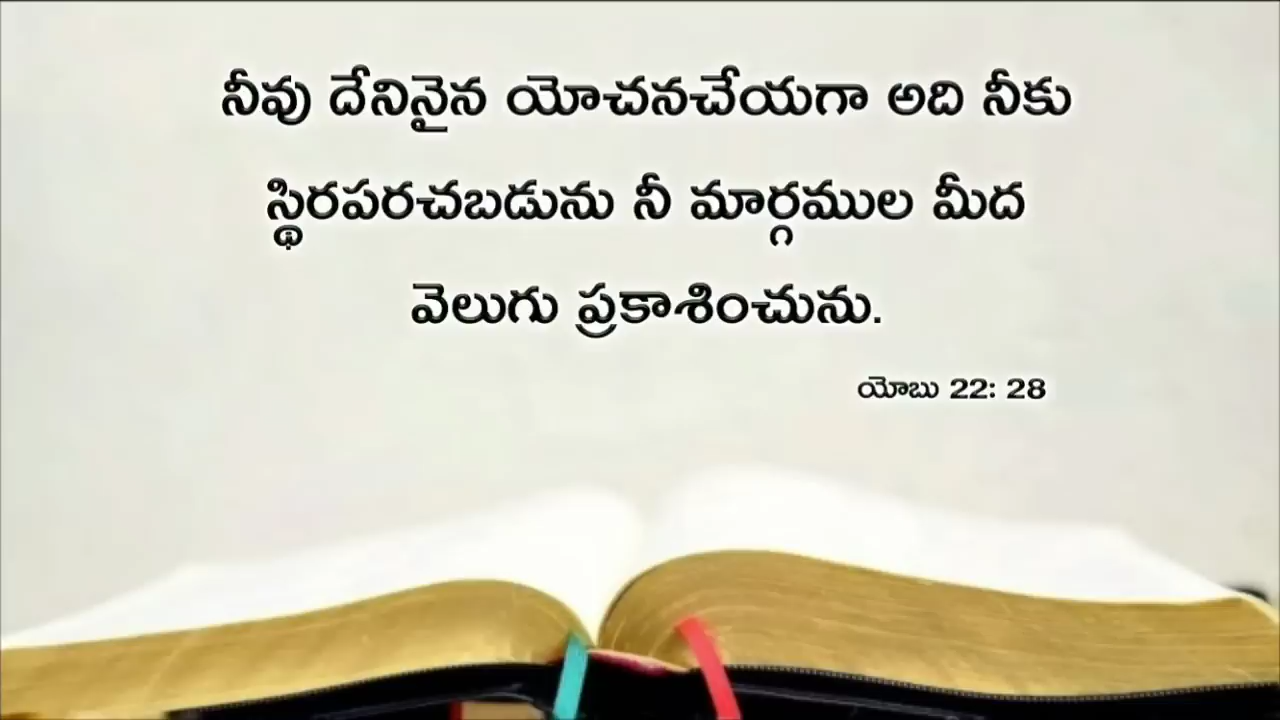 నీవు దేనినైన యోచనచేయగా అది నీకు
స్థిరపరచబడును నీ మార్గముల మీద
వెలుగు ప్రకాశించును.
యోబు 22: 28